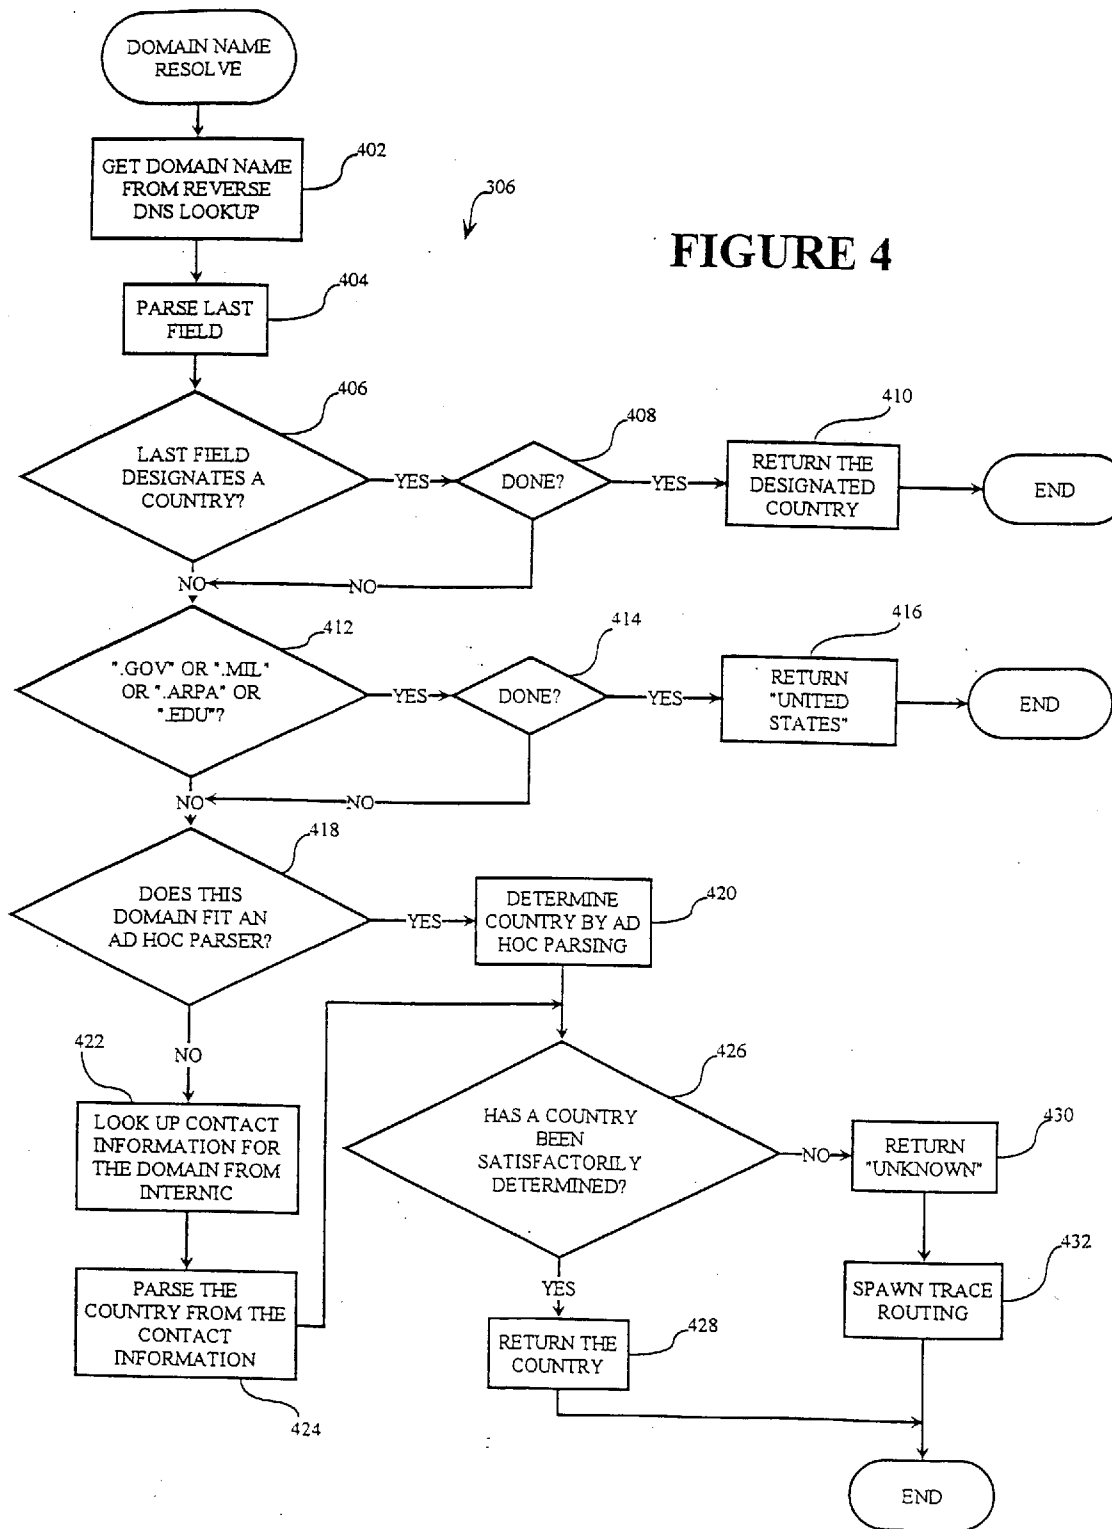 DOMAIN NAME
RESOLVE
GET DOMAIN NAME
FROM REVERSE
DNS LOOKUP
402
306
FIGURE 4
PARSE LAST
FIELD
404
LAST FIELD
DESIGNATES A
COUNTRY?
406
YES
DONE?
408
YES
RETURN THE
DESIGNATED
COUNTRY
410
END
NO
NO
".GOV" OR ".MIL"
OR ".ARPA" OR
".EDU"?
412
YES
DONE?
414
YES
RETURN
"UNITED
STATES"
416
END
NO
NO
DOES THIS
DOMAIN FIT AN
AD HOC PARSER?
418
YES
DETERMINE
COUNTRY BY AD
HOC PARSING
420
NO
422
LOOK UP CONTACT
INFORMATION FOR
THE DOMAIN FROM
INTERNIC
PARSE THE
COUNTRY FROM THE
CONTACT
INFORMATION
424
HAS A COUNTRY
BEEN
SATISFACTORILY
DETERMINED?
426
NO
RETURN
"UNKNOWN"
430
YES
RETURN THE
COUNTRY
428
SPAWN TRACE
ROUTING
432
END